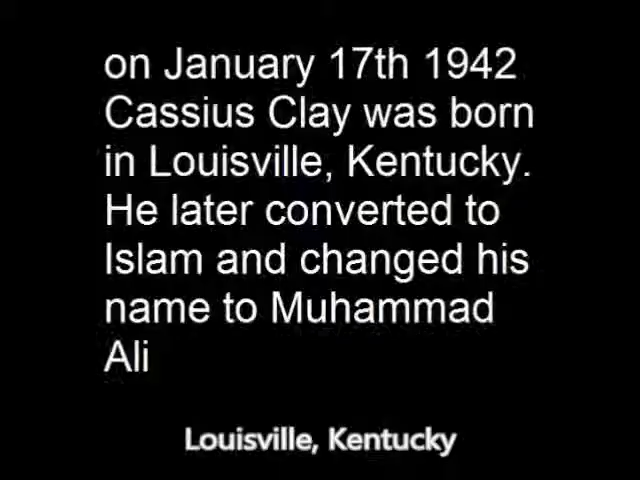 on January 17th 1942
Cassius Clay was born
in Louisville, Kentucky.
He later converted to
Islam and changed his
name to Muhammad
Ali
Louisville, Kentucky